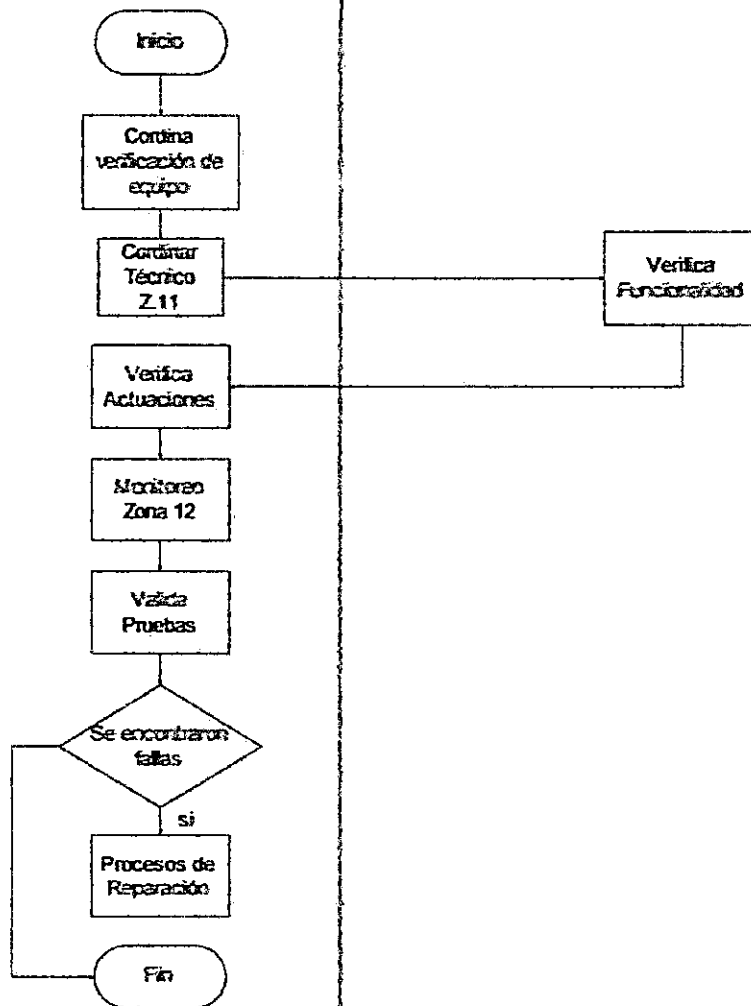 Inicio
Cordina
verificación de
equipo
Cordinar
Técnico
Z.11
Verifica
Funcionalidad
Verifica
Actuaciones
Monitoreo
Zona 12
Valida
Pruebas
Se encontraron
fallas
si
Procesos de
Reparación
Fin